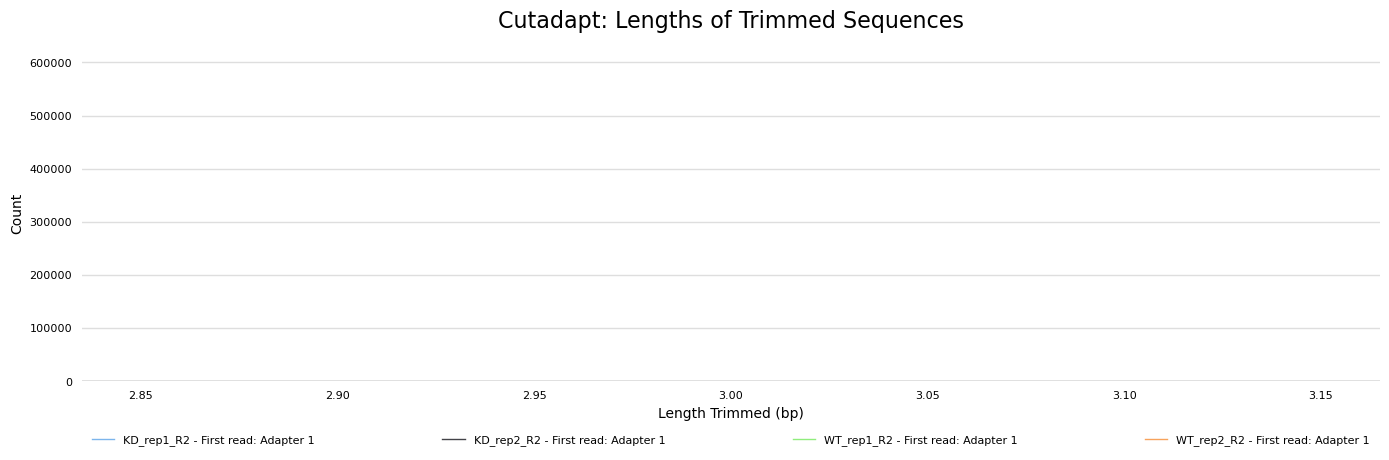 Cutadapt: Lengths of Trimmed Sequences
600000
500000
400000
300000
200000
100000
0
Count
2.85 2.90 2.95 3.00 3.05 3.10 3.15
Length Trimmed (bp)
KD_rep1_R2 - First read: Adapter 1 KD_rep2_R2 - First read: Adapter 1 WT_rep1_R2 - First read: Adapter 1 WT_rep2_R2 - First read: Adapter 1